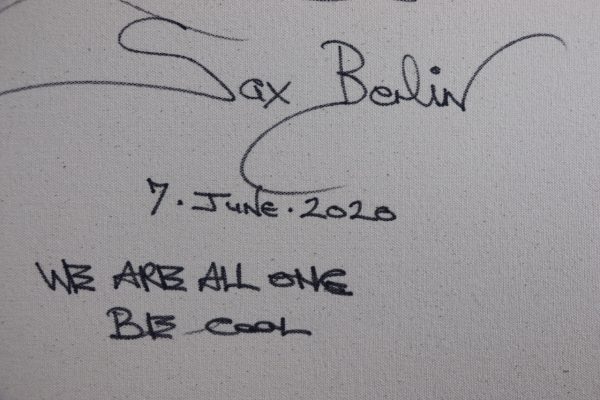 Sax Berlin
7. JUNE. 2020
WE ARE ALL ONE
BE COOL